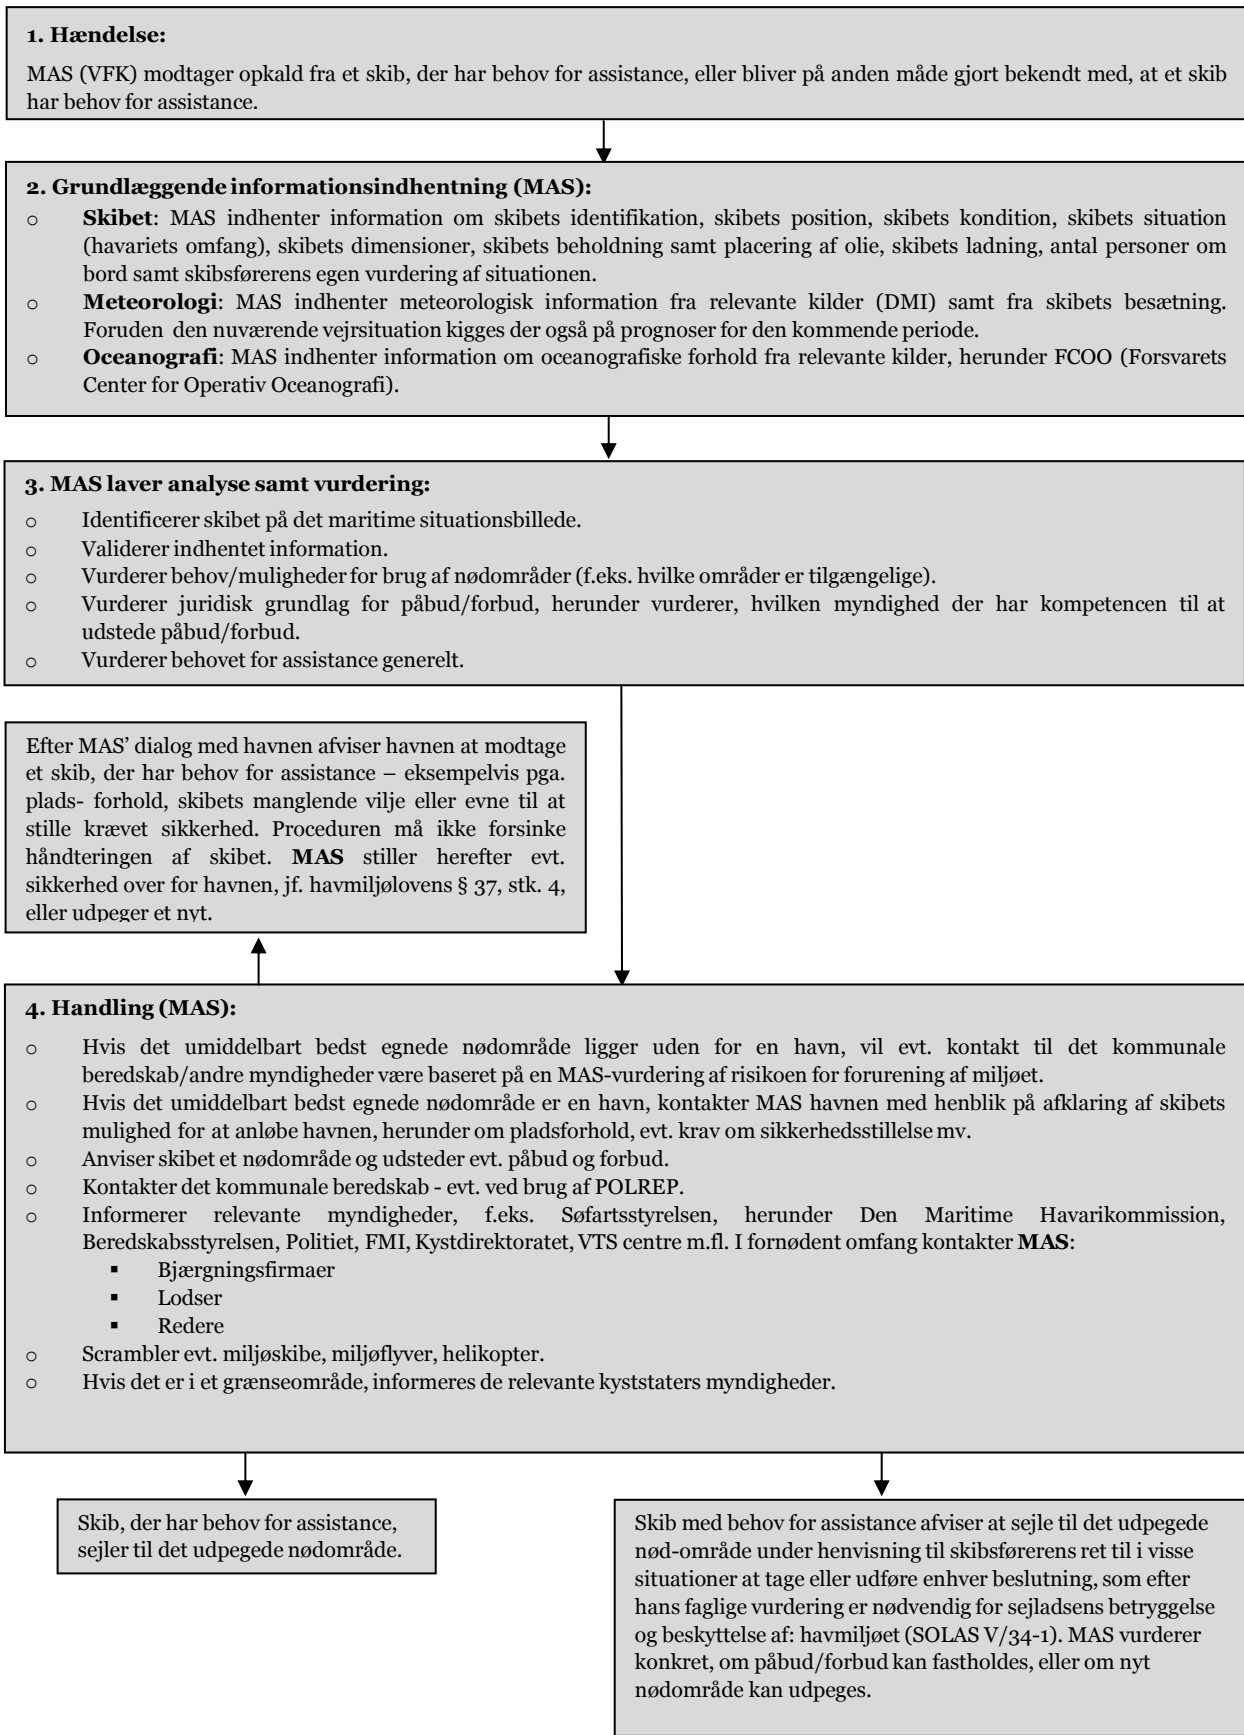 1. Hændelse:
MAS (VFK) modtager opkald fra et skib, der har behov for assistance, eller bliver på anden måde gjort bekendt med, at et skib
har behov for assistance.
2. Grundlæggende informationsindhentning (MAS):
o Skibet: MAS indhenter information om skibets identifikation, skibets position, skibets kondition, skibets situation
(havariets omfang), skibets dimensioner, skibets beholdning samt placering af olie, skibets ladning, antal personer om
bord samt skibsførerens egen vurdering af situationen.
o Meteorologi: MAS indhenter meteorologisk information fra relevante kilder (DMI) samt fra skibets besætning.
Foruden den nuværende vejrsituation kigges der også på prognoser for den kommende periode.
o Oceanografi: MAS indhenter information om oceanografiske forhold fra relevante kilder, herunder FCOO (Forsvarets
Center for Operativ Oceanografi).
3. MAS laver analyse samt vurdering:
o Identificerer skibet på det maritime situationsbillede.
o Validerer indhentet information.
o Vurderer behov/muligheder for brug af nødområder (f.eks. hvilke områder er tilgængelige).
o Vurderer juridisk grundlag for påbud/forbud, herunder vurderer, hvilken myndighed der har kompetencen til at
udstede påbud/forbud.
o Vurderer behovet for assistance generelt.
Efter MAS’ dialog med havnen afviser havnen at modtage
et skib, der har behov for assistance – eksempelvis pga.
plads- forhold, skibets manglende vilje eller evne til at
stille krævet sikkerhed. Proceduren må ikke forsinke
håndteringen af skibet. MAS stiller herefter evt.
sikkerhed over for havnen, jf. havmiljølovens § 37, stk. 4,
eller udpeger et nyt.
4. Handling (MAS):
o Hvis det umiddelbart bedst egnede nødområde ligger uden for en havn, vil evt. kontakt til det kommunale
beredskab/andre myndigheder være baseret på en MAS-vurdering af risikoen for forurening af miljøet.
o Hvis det umiddelbart bedst egnede nødområde er en havn, kontakter MAS havnen med henblik på afklaring af skibets
mulighed for at anløbe havnen, herunder om pladsforhold, evt. krav om sikkerhedsstillelse mv.
o Anviser skibet et nødområde og udsteder evt. påbud og forbud.
o Kontakter det kommunale beredskab - evt. ved brug af POLREP.
o Informerer relevante myndigheder, f.eks. Søfartsstyrelsen, herunder Den Maritime Havarikommission,
Beredskabsstyrelsen, Politiet, FMI, Kystdirektoratet, VTS centre m.fl. I fornødent omfang kontakter MAS:
▪ Bjærgningsfirmaer
▪ Lodser
▪ Redere
o Scrambler evt. miljøskibe, miljøflyver, helikopter.
o Hvis det er i et grænseområde, informeres de relevante kyststaters myndigheder.
Skib, der har behov for assistance,
sejler til det udpegede nødområde.
Skib med behov for assistance afviser at sejle til det udpegede
nød-område under henvisning til skibsførerens ret til i visse
situationer at tage eller udføre enhver beslutning, som efter
hans faglige vurdering er nødvendig for sejladsens betryggelse
og beskyttelse af: havmiljøet (SOLAS V/34-1). MAS vurderer
konkret, om påbud/forbud kan fastholdes, eller om nyt
nødområde kan udpeges.